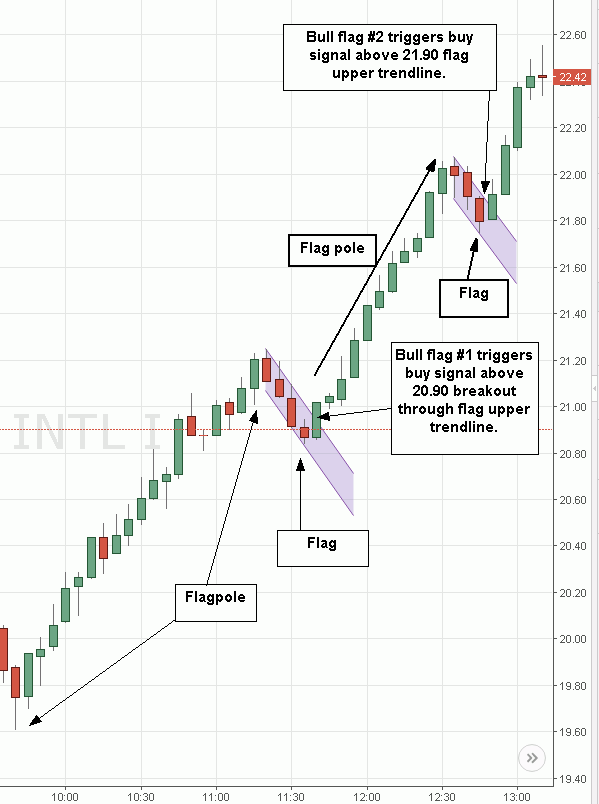 Bull flag #2 triggers buy
signal above 21.90 flag
upper trendline.
22.60
22.42
22.20
22.00
21.80
Flag pole
21.60
Flag
21.40
Bull flag #1 triggers
buy signal above
20.90 breakout
through flag upper
trendline.
21.20
21.00
INTL I
20.80
20.60
Flag
20.40
Flagpole
20.20
20.00
19.80
19.60
19.40
10:00 10:30 11:00 11:30 12:00 12:30 13:00